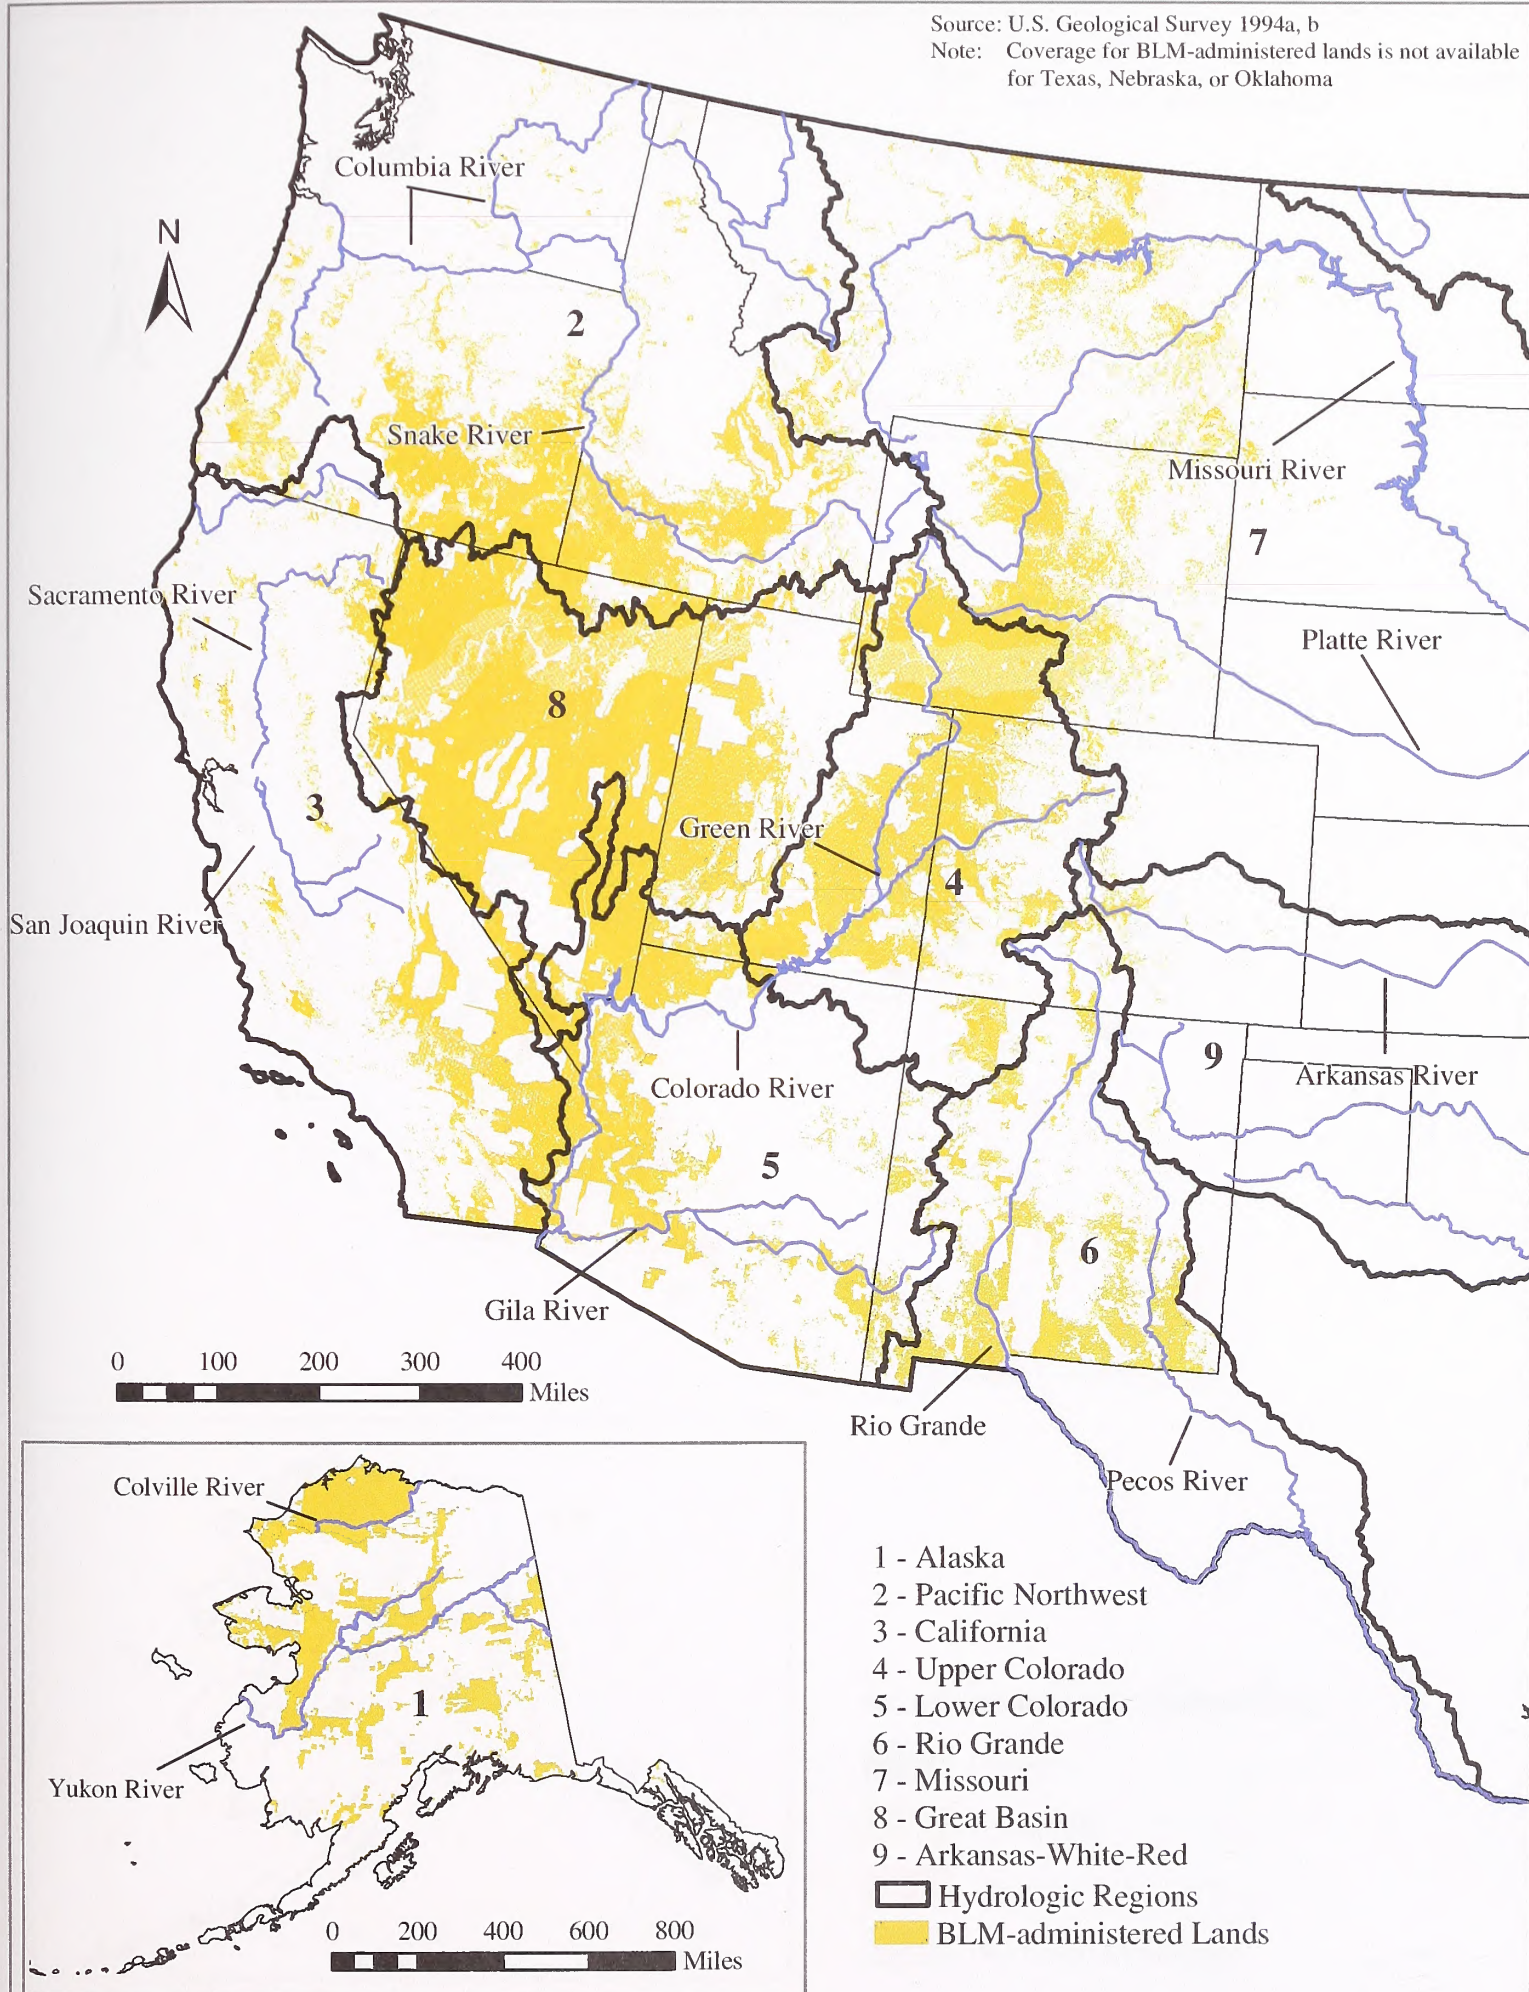 Source: U.S. Geological Survey 1994a, b
Note: Coverage for BLM-administered lands is not available
for Texas, Nebraska, or Oklahoma
Columbia River
N
2
Snake River
Missouri River
7
Sacramento River
Platte River
8
3
Green River
4
San Joaquin River
9
Arkansas River
Colorado River
5
6
Gila River
0 100 200 300 400
Miles
Rio Grande
Pecos River
Colville River
1
Yukon River
0 200 400 600 800
Miles
1 - Alaska
2 - Pacific Northwest
3 - California
4 - Upper Colorado
5 - Lower Colorado
6 - Rio Grande
7 - Missouri
8 - Great Basin
9 - Arkansas-White-Red
Hydrologic Regions
BLM-administered Lands